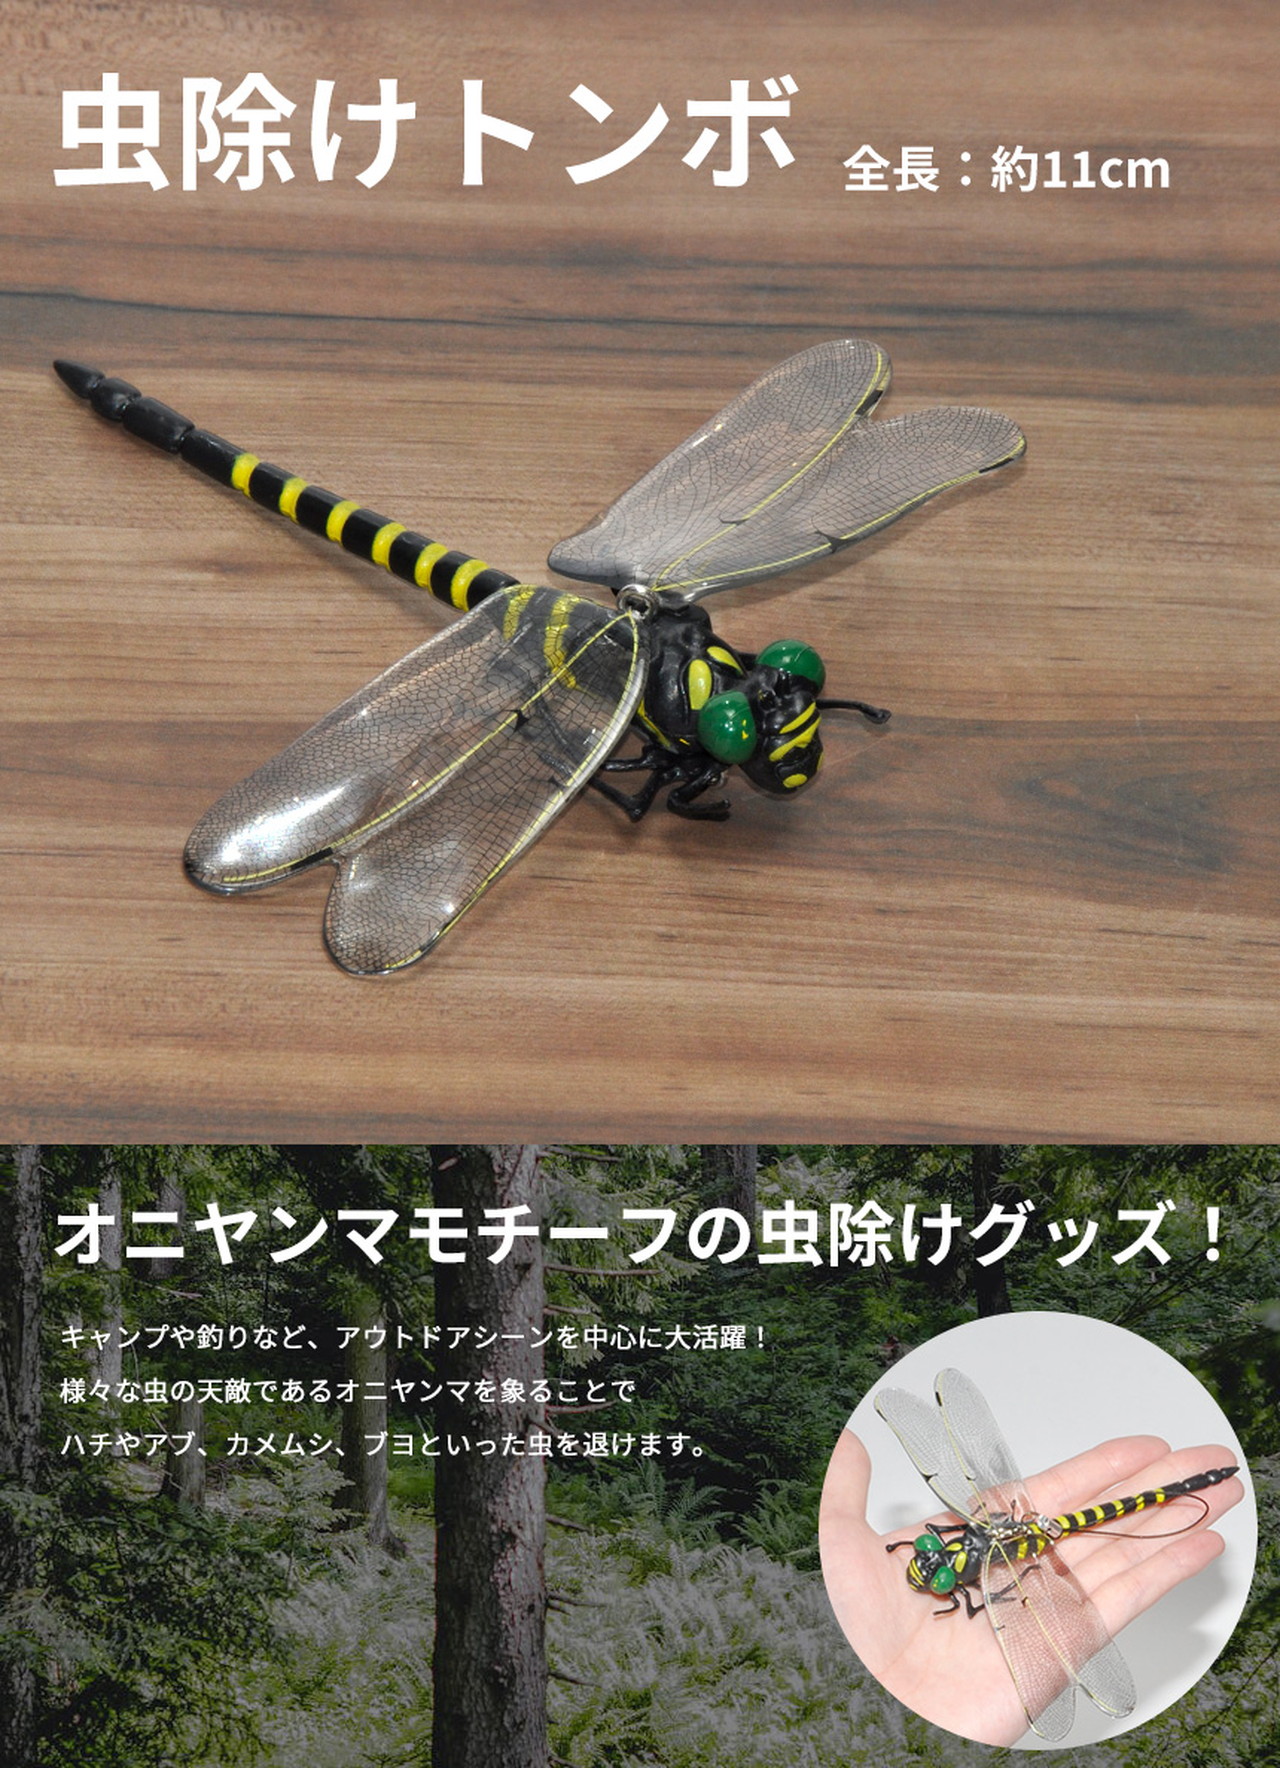 虫除けトンボ 全長：約11cm
オニヤンマモチーフの虫除けグッズ！
キャンプや釣りなど、アウトドアシーンを中心に大活躍！
様々な虫の天敵であるオニヤンマを象ることで
ハチやアブ、カメムシ、ブヨといった虫を退けます。